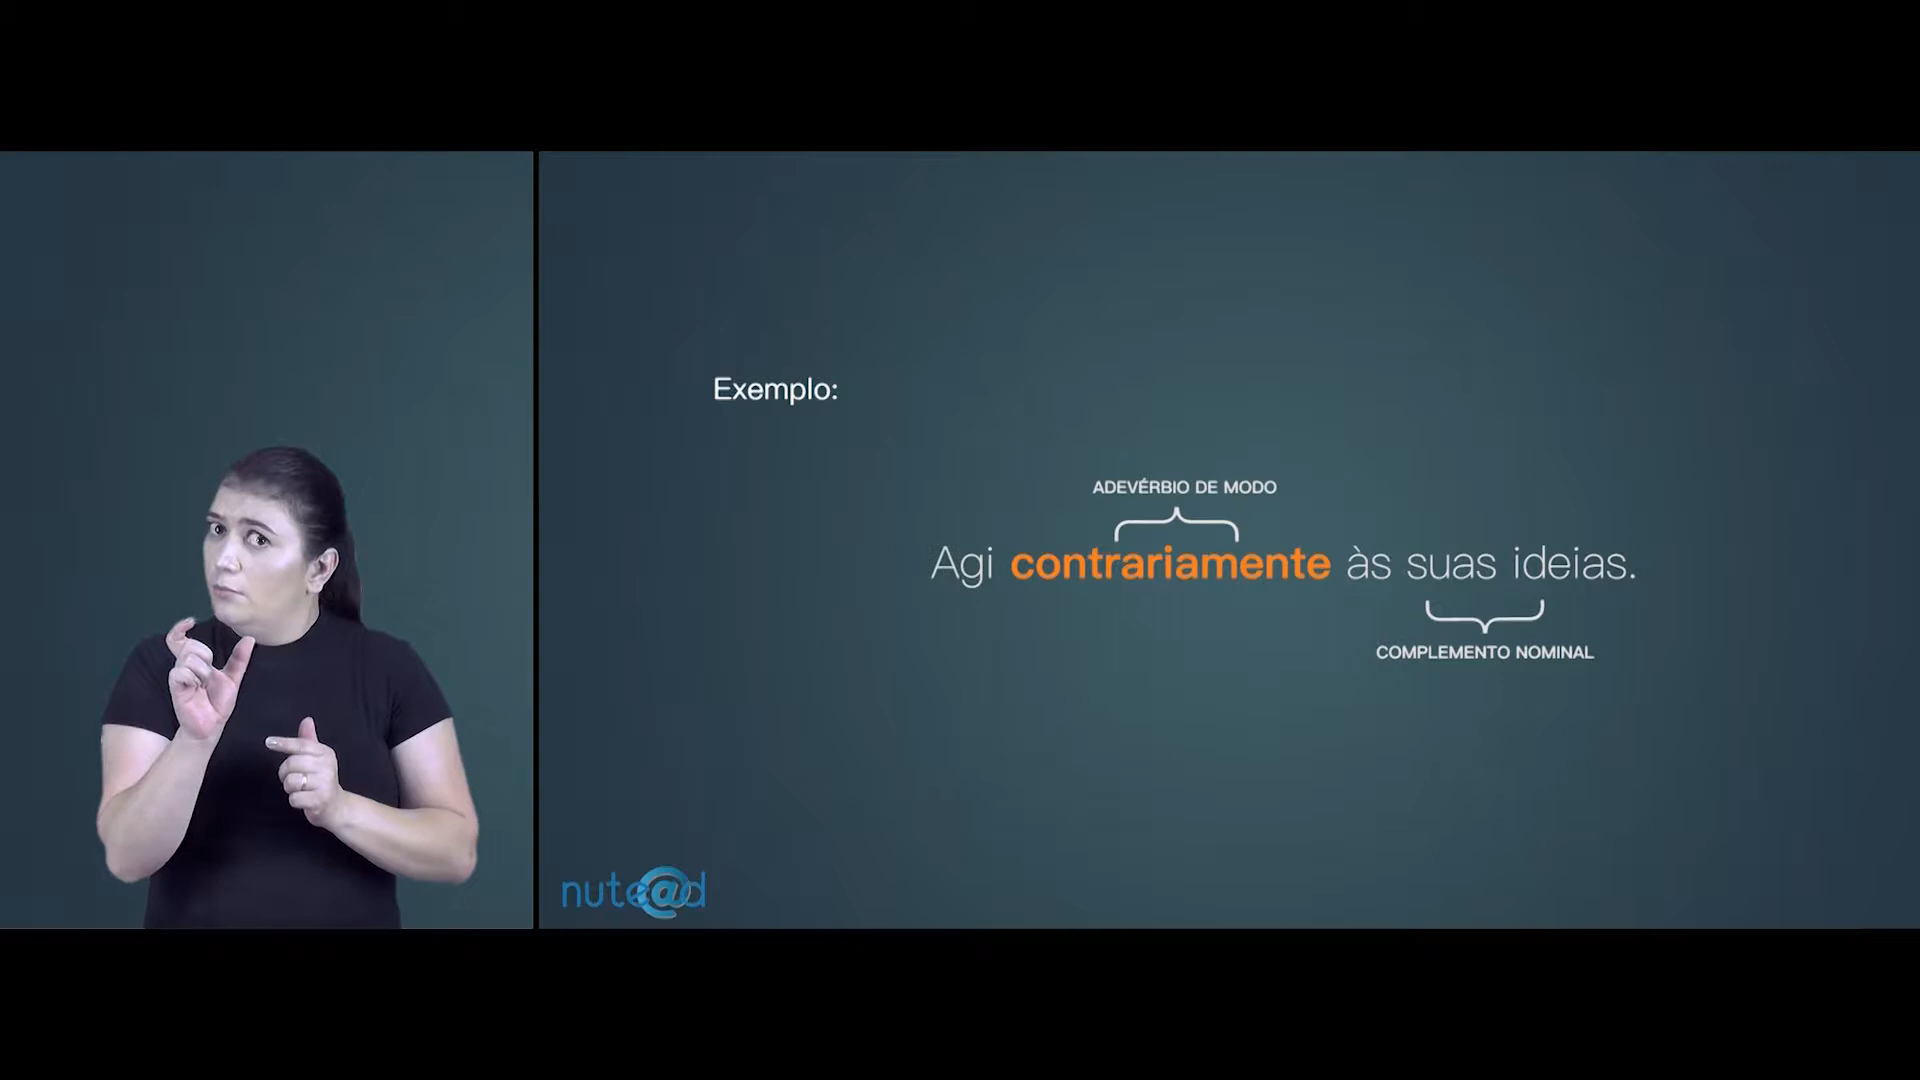 Exemplo:
ADEVÉRBIO DE MODO
Agi contrariamente às suas ideias.
COMPLEMENTO NOMINAL
nute@d